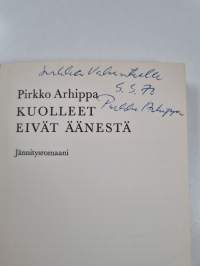 5.5.73
Pirkko Arhippa
Pirkko Arhippa
KUOLLEET
EIVÄT ÄÄNESTÄ
Jännitysromaani